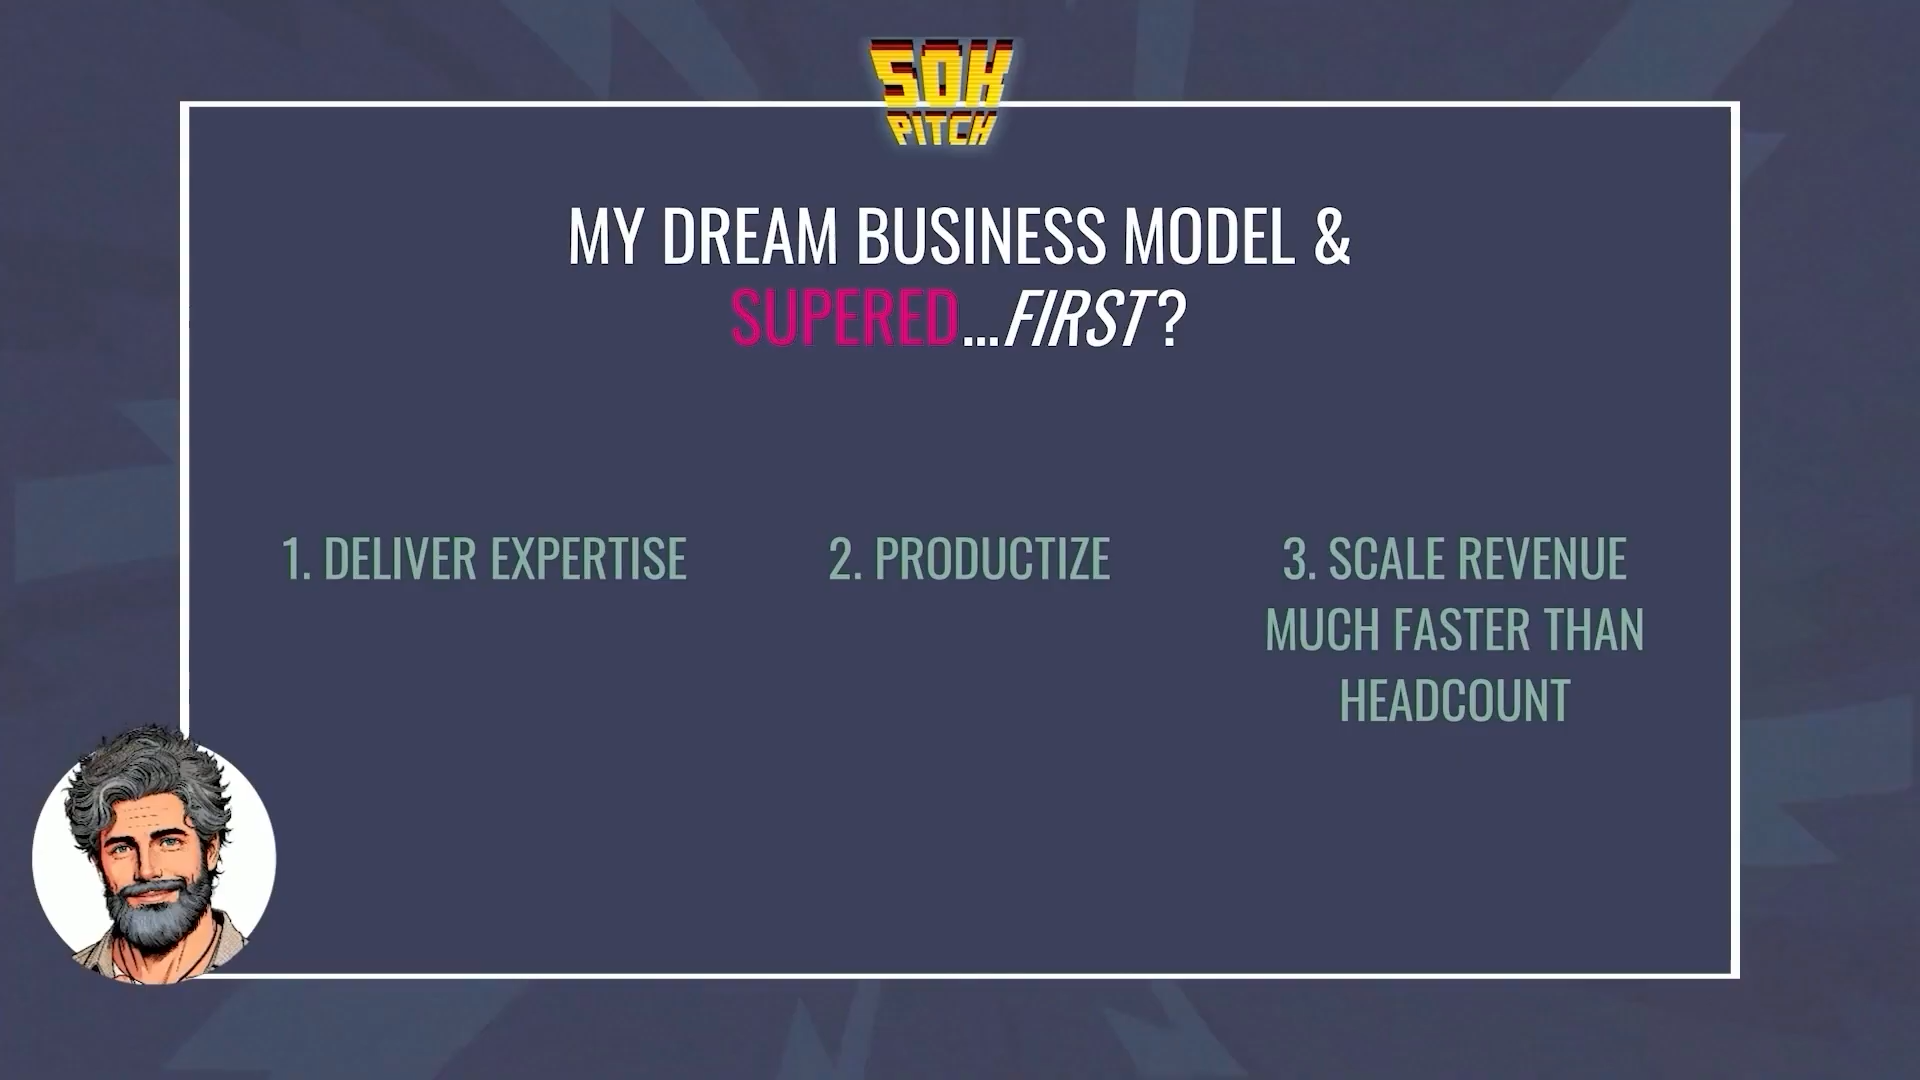 50K
PITCH
MY DREAM BUSINESS MODEL &
SUPERED...FIRST?
1. DELIVER EXPERTISE
2. PRODUCTIZE
3. SCALE REVENUE
MUCH FASTER THAN
HEADCOUNT